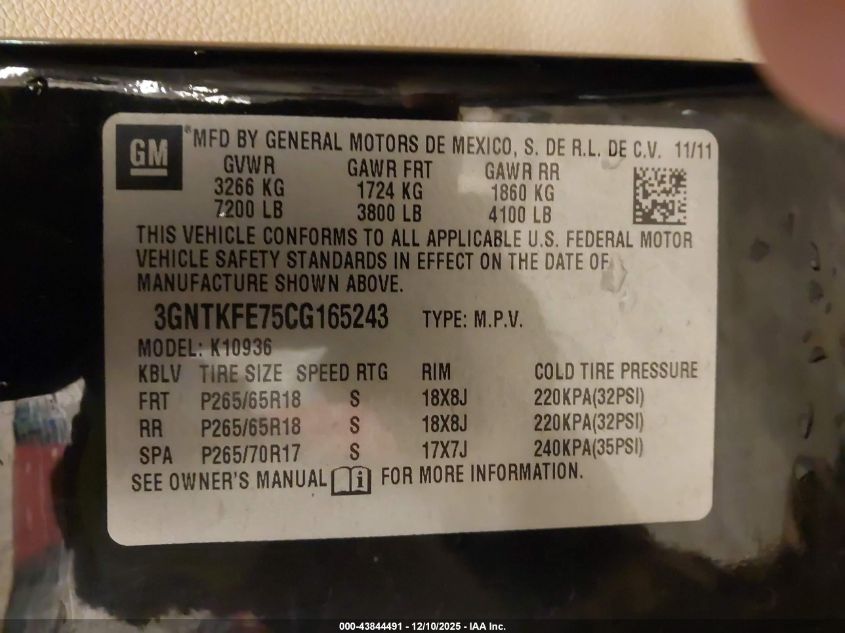 GM ® MFD BY GENERAL MOTORS DE MEXICO, S. DE R.L. DE C.V. 11/11
GVWR GAWR FRT GAWR RR
3266 KG 1724 KG 1860 KG
7200 LB 3800 LB 4100 LB
THIS VEHICLE CONFORMS TO ALL APPLICABLE U.S. FEDERAL MOTOR
VEHICLE SAFETY STANDARDS IN EFFECT ON THE DATE OF
MANUFACTURE SHOWN ABOVE.
3GNTKFE75CG165243 TYPE: M.P.V.
MODEL: K10936
KBLV TIRE SIZE SPEED RTG RIM COLD TIRE PRESSURE
FRT P265/65R18 S 18X8J 220KPA(32PSI)
RR P265/65R18 S 18X8J 220KPA(32PSI)
SPA P265/70R17 S 17X7J 240KPA(35PSI)
SEE OWNER'S MANUAL i FOR MORE INFORMATION.
000-43844491 - 12/10/2025 - IAA Inc.